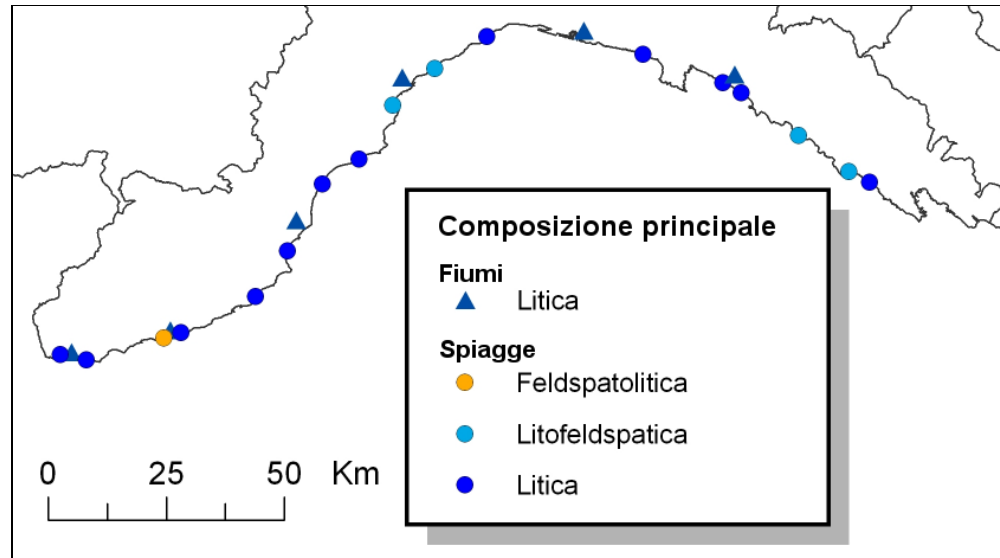 Composizione principale
Fiumi
Litica
Spiagge
Feldspatolitica
Litofeldspatica
Litica
0 25 50 Km